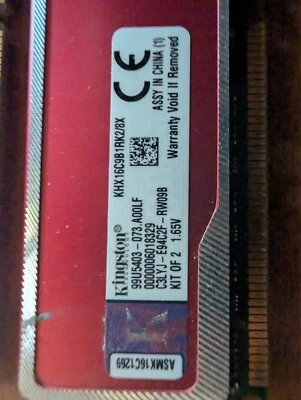 KHX16C9B1RK2/8X
ASSY IN CHINA (1)
Warranty Void If Removed
Kingston
99U5403-073.A00LF
0000006018329
C3LYJ-E94C2F-RW09B
KIT OF 2 1.65V
ASMK16C1269